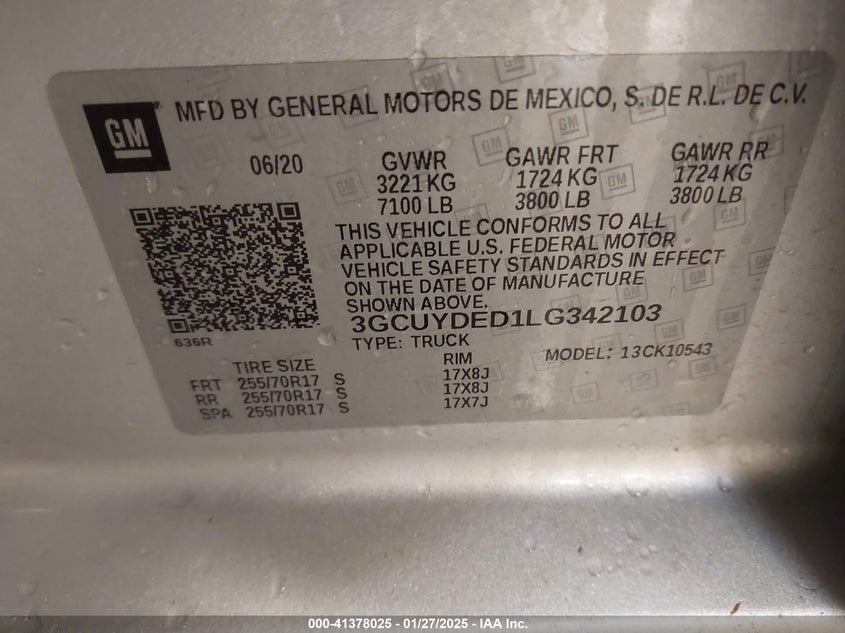 GM
MFD BY GENERAL MOTORS DE MEXICO, S. DE R.L. DE C.V.
06/20
GVWR GAWR FRT GAWR RR
3221 KG 1724 KG 1724 KG
7100 LB 3800 LB 3800 LB
THIS VEHICLE CONFORMS TO ALL
APPLICABLE U.S. FEDERAL MOTOR
VEHICLE SAFETY STANDARDS IN EFFECT
ON THE DATE OF MANUFACTURE
SHOWN ABOVE.
3GCUYDED1LG342103
636R
TYPE: TRUCK
MODEL: 13CK10543
TIRE SIZE RIM
FRT 255/70R17 S 17X8J
RR 255/70R17 S 17X8J
SPA 255/70R17 S 17X7J
000-41378025 - 01/27/2025 - IAA Inc.